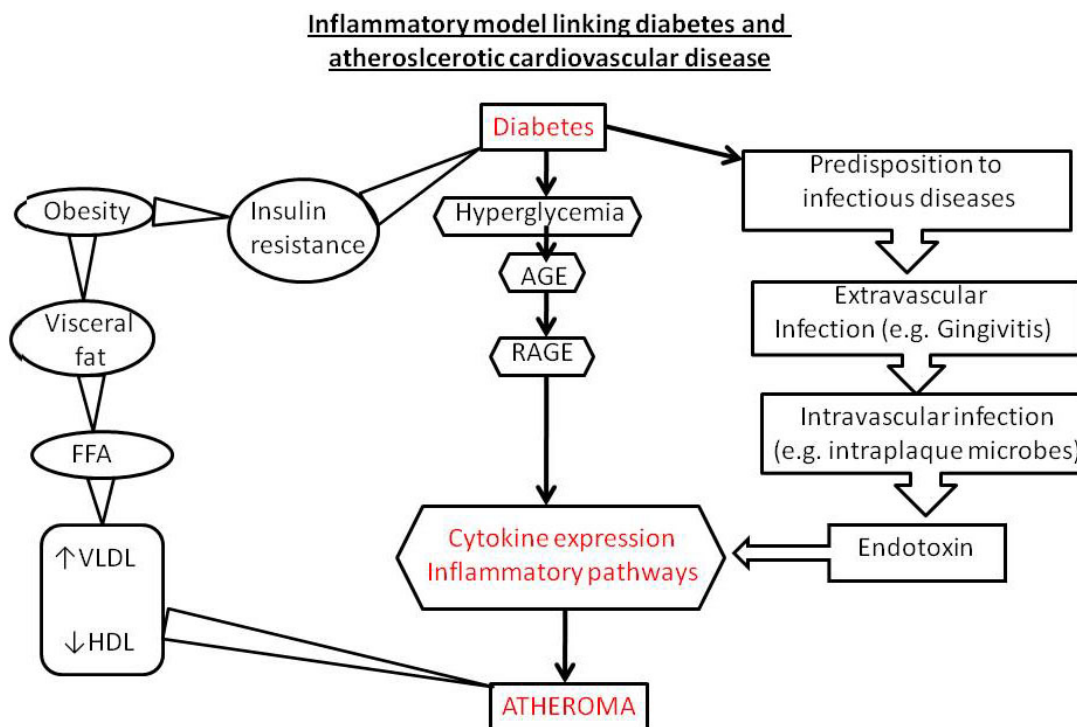 Inflammatory model linking diabetes and
atheroslcerotic cardiovascular disease
Diabetes
Predisposition to
infectious diseases
Obesity
Insulin
resistance
Hyperglycemia
AGE
Extravascular
Infection (e.g. Gingivitis)
Visceral
fat
RAGE
Intravascular infection
(e.g. intraplaque microbes)
FFA
Cytokine expression
Inflammatory pathways
Endotoxin
↑VLDL
↓HDL
ATHEROMA